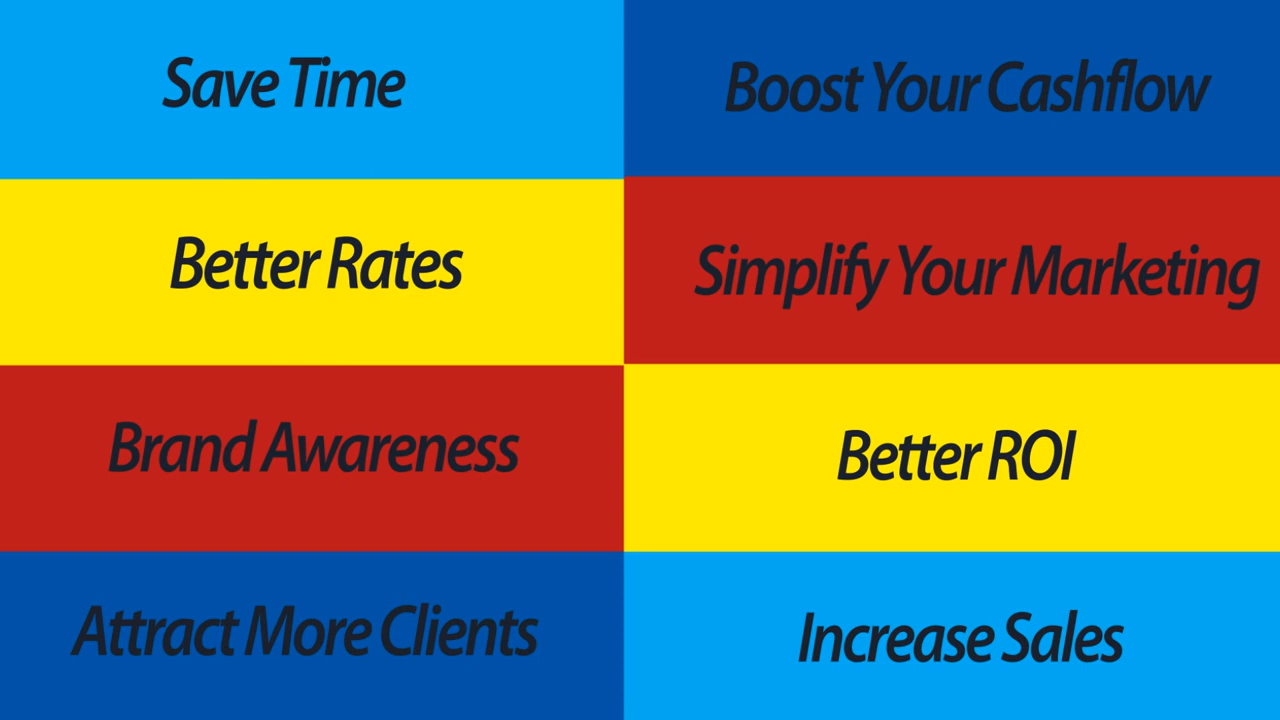 Save Time
Boost Your Cashflow
Better Rates
Simplify Your Marketing
Brand Awareness
Better ROI
Attract More Clients
Increase Sales